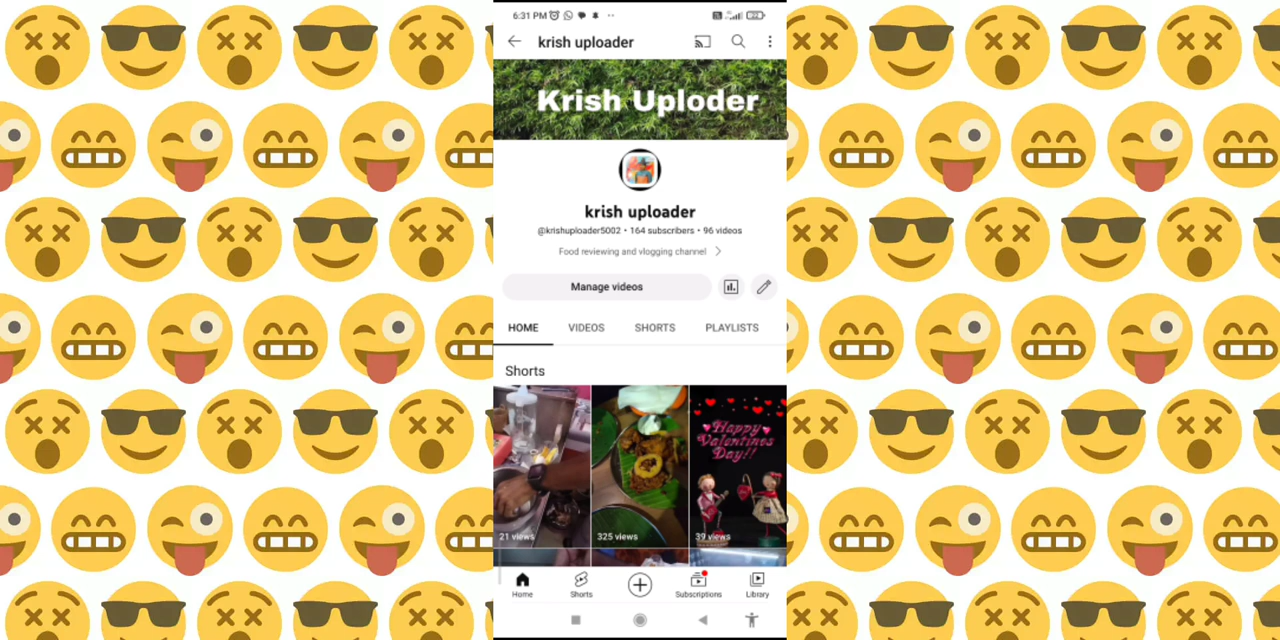 6:31 PM
22
krish uploader
Krish Uploder
krish uploader
@krishuploader5002 • 164 subscribers • 96 videos
Food reviewing and vlogging channel
Manage videos
HOME VIDEOS SHORTS PLAYLISTS
Shorts
Happy
Valentines
Day!!
21 views 325 views 39 views
Home Shorts Subscriptions Library